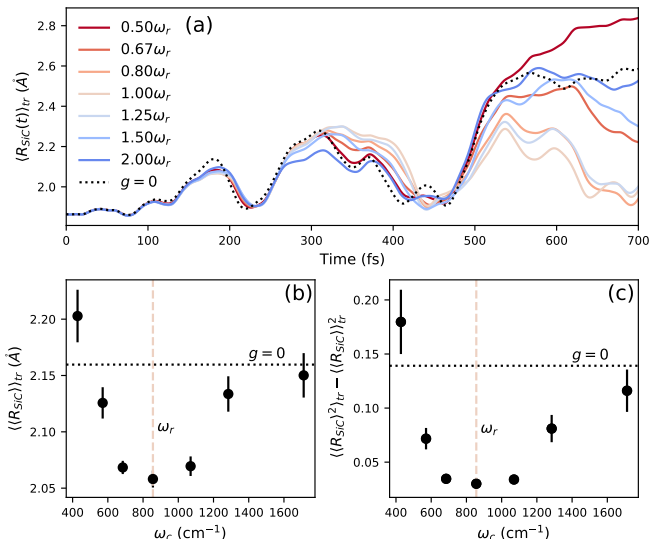 (a)
⟨R_SiC(t)⟩_tr (Å)
2.8
2.6
2.4
2.2
2.0
0.50ω_r
0.67ω_r
0.80ω_r
1.00ω_r
1.25ω_r
1.50ω_r
2.00ω_r
g = 0
0 100 200 300 400 500 600 700
Time (fs)
(b)
⟨⟨R_SiC⟩⟩_tr (Å)
2.20
2.15
2.10
2.05
g = 0
ω_r
400 600 800 1000 1200 1400 1600
ω_c (cm⁻¹)
(c)
⟨⟨R_SiC⟩²⟩_tr − ⟨⟨R_SiC⟩⟩²_tr
0.20
0.15
0.10
0.05
g = 0
ω_r
400 600 800 1000 1200 1400 1600
ω_c (cm⁻¹)